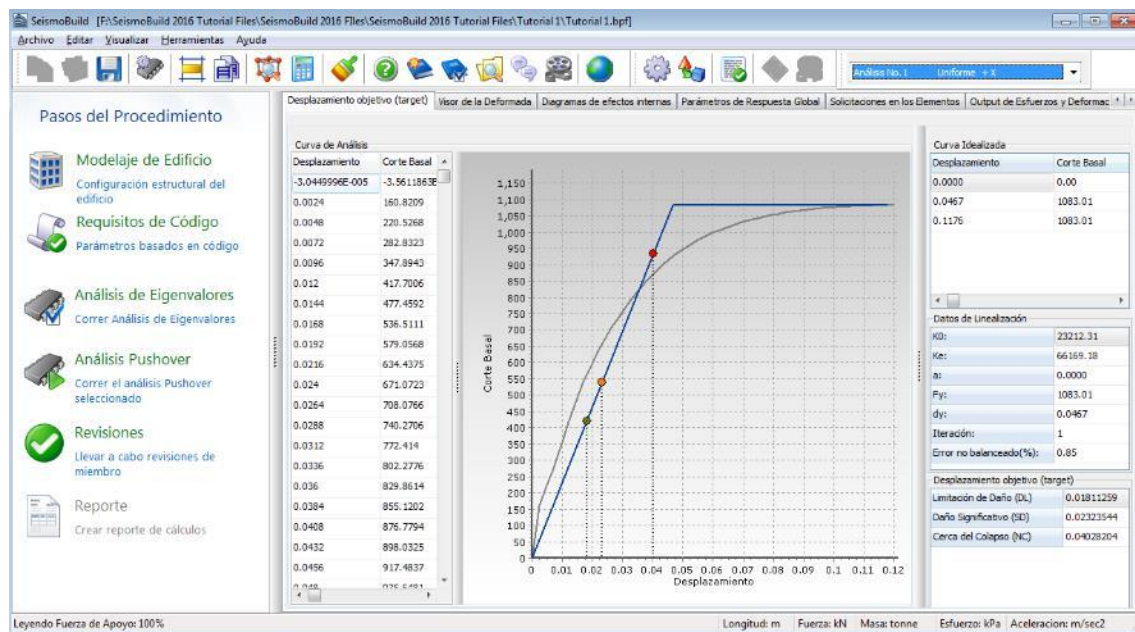 SeismoBuild [F:\SeismoBuild 2016 Tutorial Files\SeismoBuild 2016 FIles\SeismoBuild 2016 Tutorial Files\Tutorial 1\Tutorial 1.bpf]
Archivo Editar Visualizar Herramientas Ayuda
Análisis No. 1 Uniforme +X
Pasos del Procedimiento
Modelaje de Edificio
Configuración estructural del
edificio
Requisitos de Código
Parámetros basados en código
Análisis de Eigenvalores
Correr Análisis de Eigenvalores
Análisis Pushover
Correr el análisis Pushover
seleccionado
Revisiones
Llevar a cabo revisiones de
miembro
Reporte
Crear reporte de cálculos
Desplazamiento objetivo (target) Visor de la Deformada Diagramas de efectos internas Parámetros de Respuesta Global Solicitaciones en los Elementos Output de Esfuerzos y Deformac
Curva de Análisis
Desplazamiento Corte Basal
-3.0449996E-005 -3.5611863E
0.0024 160.8209
0.0048 220.5268
0.0072 282.8323
0.0096 347.8943
0.012 417.7006
0.0144 477.4592
0.0168 536.5111
0.0192 579.0568
0.0216 634.4375
0.024 671.0723
0.0264 708.0766
0.0288 740.2706
0.0312 772.414
0.0336 802.2776
0.036 829.8614
0.0384 855.1202
0.0408 876.7794
0.0432 898.0325
0.0456 917.4837
Corte Basal
1,150
1,100
1,050
1,000
950
900
850
800
750
700
650
600
550
500
450
400
350
300
250
200
150
100
50
0
0 0.01 0.02 0.03 0.04 0.05 0.06 0.07 0.08 0.09 0.1 0.11 0.12
Desplazamiento
Curva Idealizada
Desplazamiento Corte Basal
0.0000 0.00
0.0467 1083.01
0.1176 1083.01
Datos de Linealización
K0: 23212.31
Ke: 66169.18
a: 0.0000
Fy: 1083.01
dy: 0.0467
Iteración: 1
Error no balanceado(%): 0.85
Desplazamiento objetivo (target)
Limitación de Daño (DL) 0.01811259
Daño Significativo (SD) 0.02323544
Cerca del Colapso (NC) 0.04028204
Leyendo Fuerza de Apoyo: 100%
Longitud: m Fuerza: kN Masa: tonne Esfuerzo: kPa Aceleracion: m/sec2